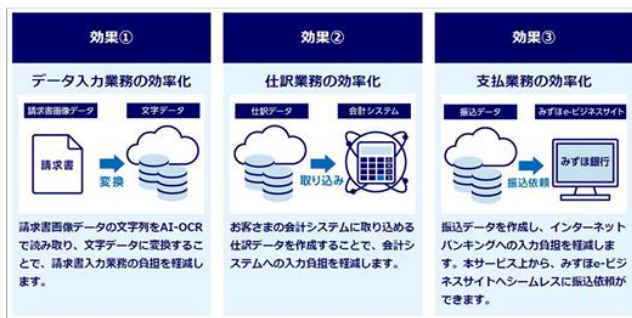 効果①
データ入力業務の効率化
請求書画像データ
文字データ
請求書
変換
請求書画像データの文字列をAI-OCR
で読み取り、文字データに変換するこ
とで、請求書入力業務の負担を軽減し
ます。
効果②
仕訳業務の効率化
仕訳データ
会計システム
取り込み
お客さまの会計システムに取り込める
仕訳データを作成することで、会計シ
ステムへの入力負担を軽減します。
効果③
支払業務の効率化
振込データ
みずほe-ビジネスサイト
みずほ銀行
振込依頼
振込データを作成し、インターネット
バンキングへの入力負担を軽減しま
す。本サービス上から、みずほe-ビジ
ネスサイトへシームレスに振込依頼が
できます。